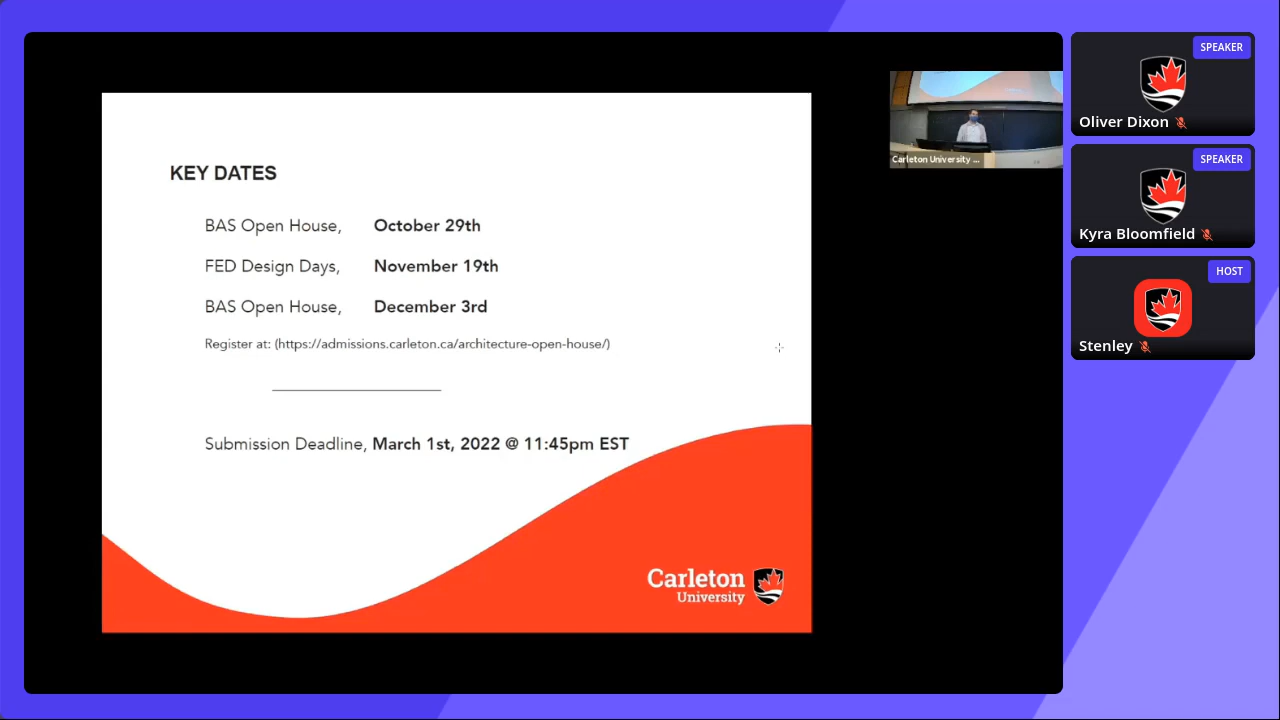 KEY DATES
BAS Open House, October 29th
FED Design Days, November 19th
BAS Open House, December 3rd
Register at: (https://admissions.carleton.ca/architecture-open-house/)
Submission Deadline, March 1st, 2022 @ 11:45pm EST
Carleton
University
Carleton University ...
SPEAKER
Oliver Dixon
SPEAKER
Kyra Bloomfield
HOST
Stenley